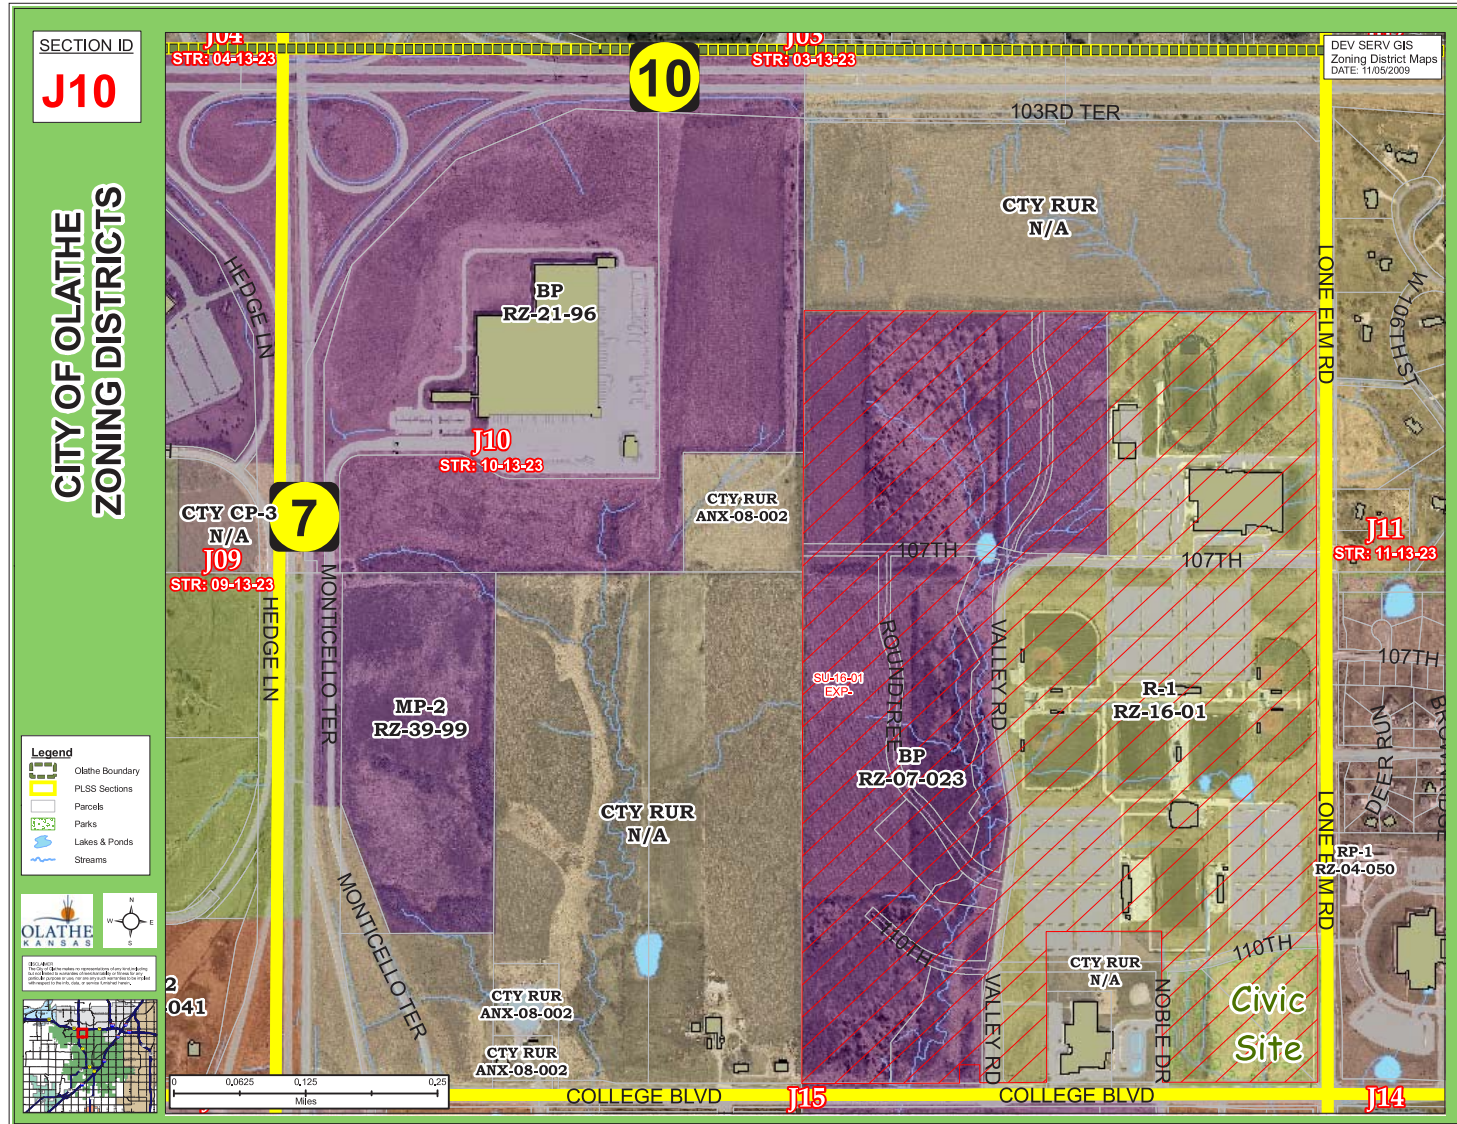 SECTION ID
J10
CITY OF OLATHE
ZONING DISTRICTS
DEV SERV GIS
Zoning District Maps
DATE: 11/05/2009
J04
STR: 04-13-23
J03
STR: 03-13-23
10
103RD TER
CTY RUR
N/A
HEDGE LN
BP
RZ-21-96
LONE ELM RD
W 106TH ST
J10
STR: 10-13-23
CTY CP-3
N/A
7
CTY RUR
ANX-08-002
J09
STR: 09-13-23
107TH
107TH
J11
STR: 11-13-23
HEDGE LN
MONTICELLO TER
MP-2
RZ-39-99
SU-16-01
EXP-
ROUNDTREE
VALLEY RD
R-1
RZ-16-01
107TH
DEER RUN
BP
RZ-07-023
CTY RUR
N/A
LONE ELM RD
RP-1
RZ-04-050
MONTICELLO TER
110TH
110TH
CTY RUR
N/A
VALLEY RD
NOBLE DR
Civic
Site
2
-041
CTY RUR
ANX-08-002
CTY RUR
ANX-08-002
COLLEGE BLVD
J15
COLLEGE BLVD
J14
Legend
Olathe Boundary
PLSS Sections
Parcels
Parks
Lakes & Ponds
Streams
OLATHE
KANSAS
N
W
E
S
DISCLAIMER
0 0.0625 0.125 0.25
Miles